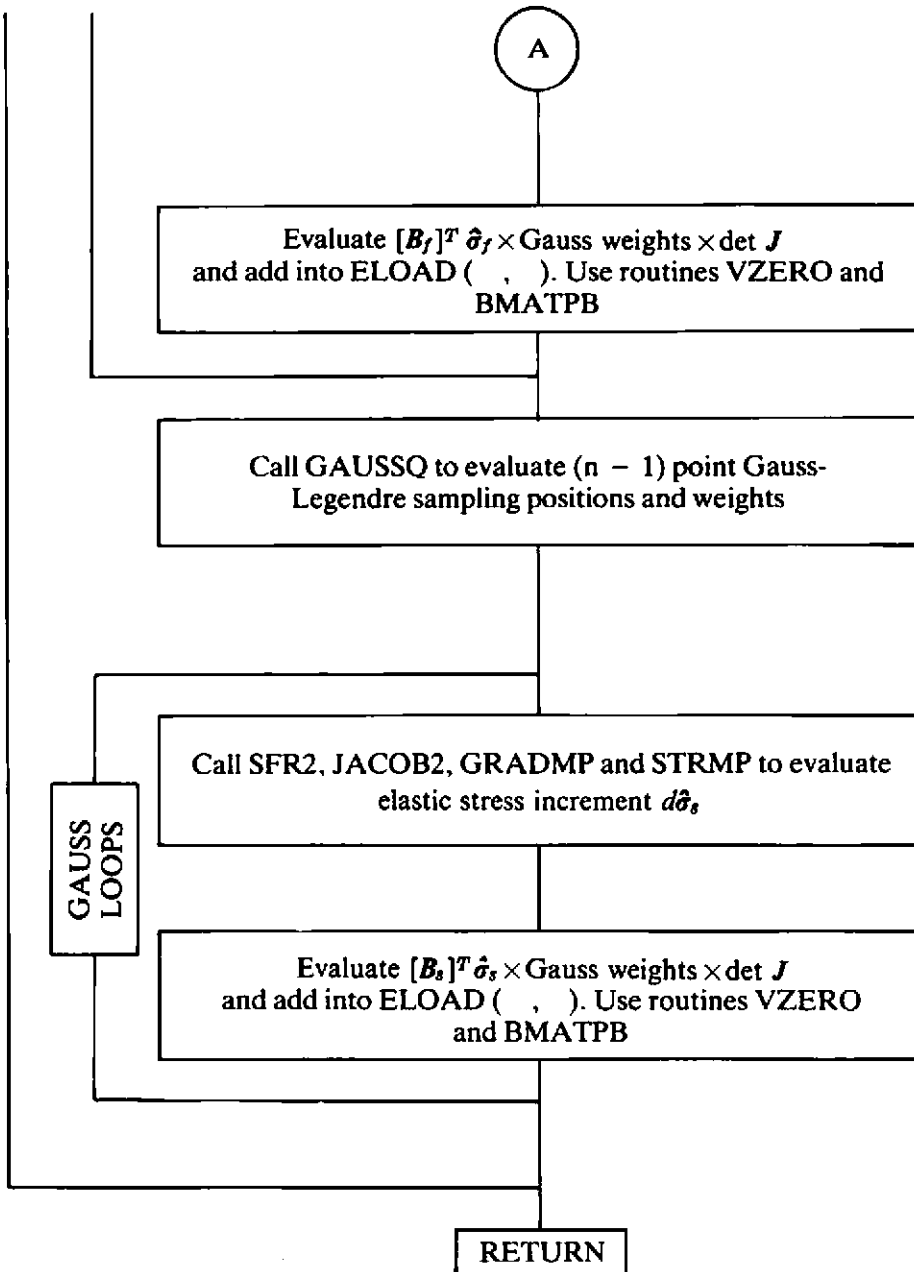 A
Evaluate [B_f]^T σ̂_f × Gauss weights × det J
and add into ELOAD ( , ). Use routines VZERO and
BMATPB
Call GAUSSQ to evaluate (n − 1) point Gauss-
Legendre sampling positions and weights
Call SFR2, JACOB2, GRADMP and STRMP to evaluate
elastic stress increment dσ̂_s
GAUSS
LOOPS
Evaluate [B_s]^T σ̂_s × Gauss weights × det J
and add into ELOAD ( , ). Use routines VZERO
and BMATPB
RETURN